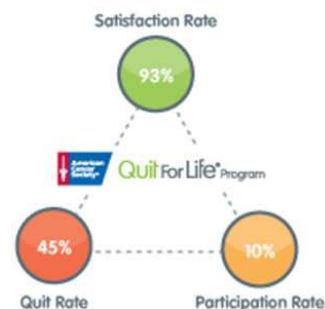 Satisfaction Rate
93%
American
Cancer
Society®
Quit For Life® Program
45%
10%
Quit Rate
Participation Rate